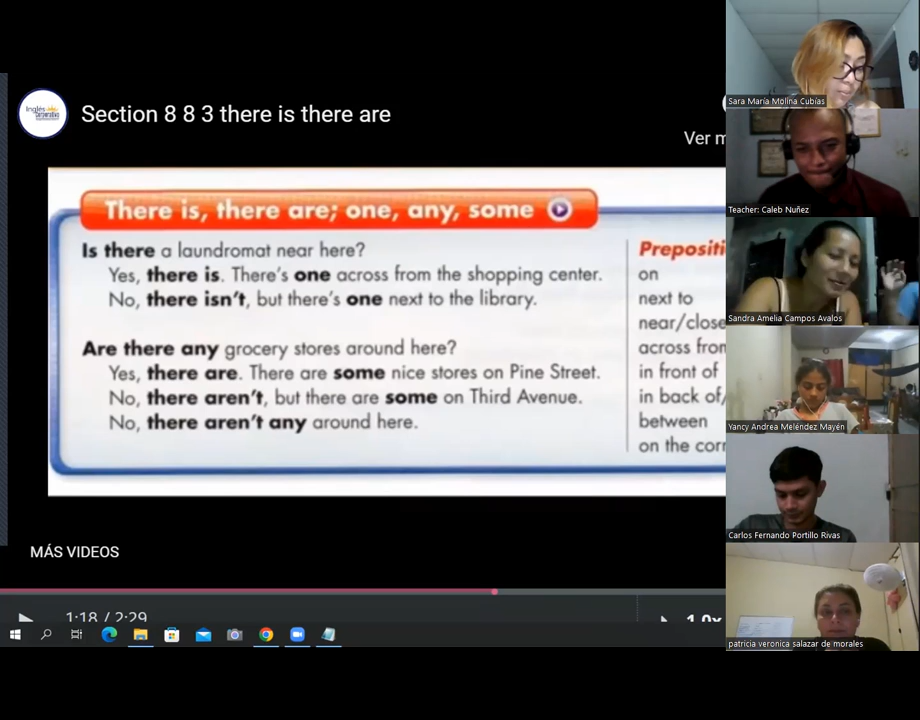 Section 8 8 3 there is there are
Ver m
There is, there are; one, any, some
Is there a laundromat near here?
Yes, there is. There's one across from the shopping center.
No, there isn't, but there's one next to the library.
Are there any grocery stores around here?
Yes, there are. There are some nice stores on Pine Street.
No, there aren't, but there are some on Third Avenue.
No, there aren't any around here.
Prepositi
on
next to
near/close
across from
in front of
in back of/
between
on the corn
MÁS VIDEOS
1:18 / 2:29
1.0x
Sara María Molina Cubías
Teacher: Caleb Nuñez
Sandra Amelia Campos Avalos
Yancy Andrea Meléndez Mayén
Carlos Fernando Portillo Rivas
patricia veronica salazar de morales